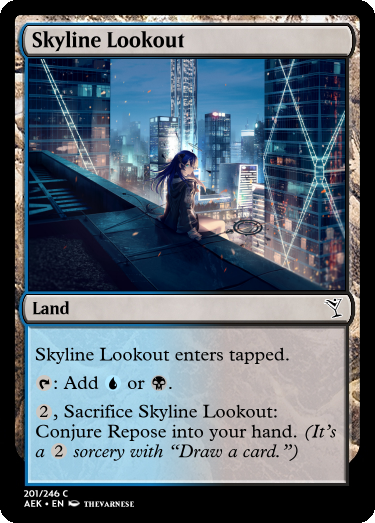 Skyline Lookout
Land
Skyline Lookout enters tapped.
: Add or .
2, Sacrifice Skyline Lookout:
Conjure Repose into your hand. (It's
a 2 sorcery with “Draw a card.”)
201/246 C
AEK • EN THEVARNESE